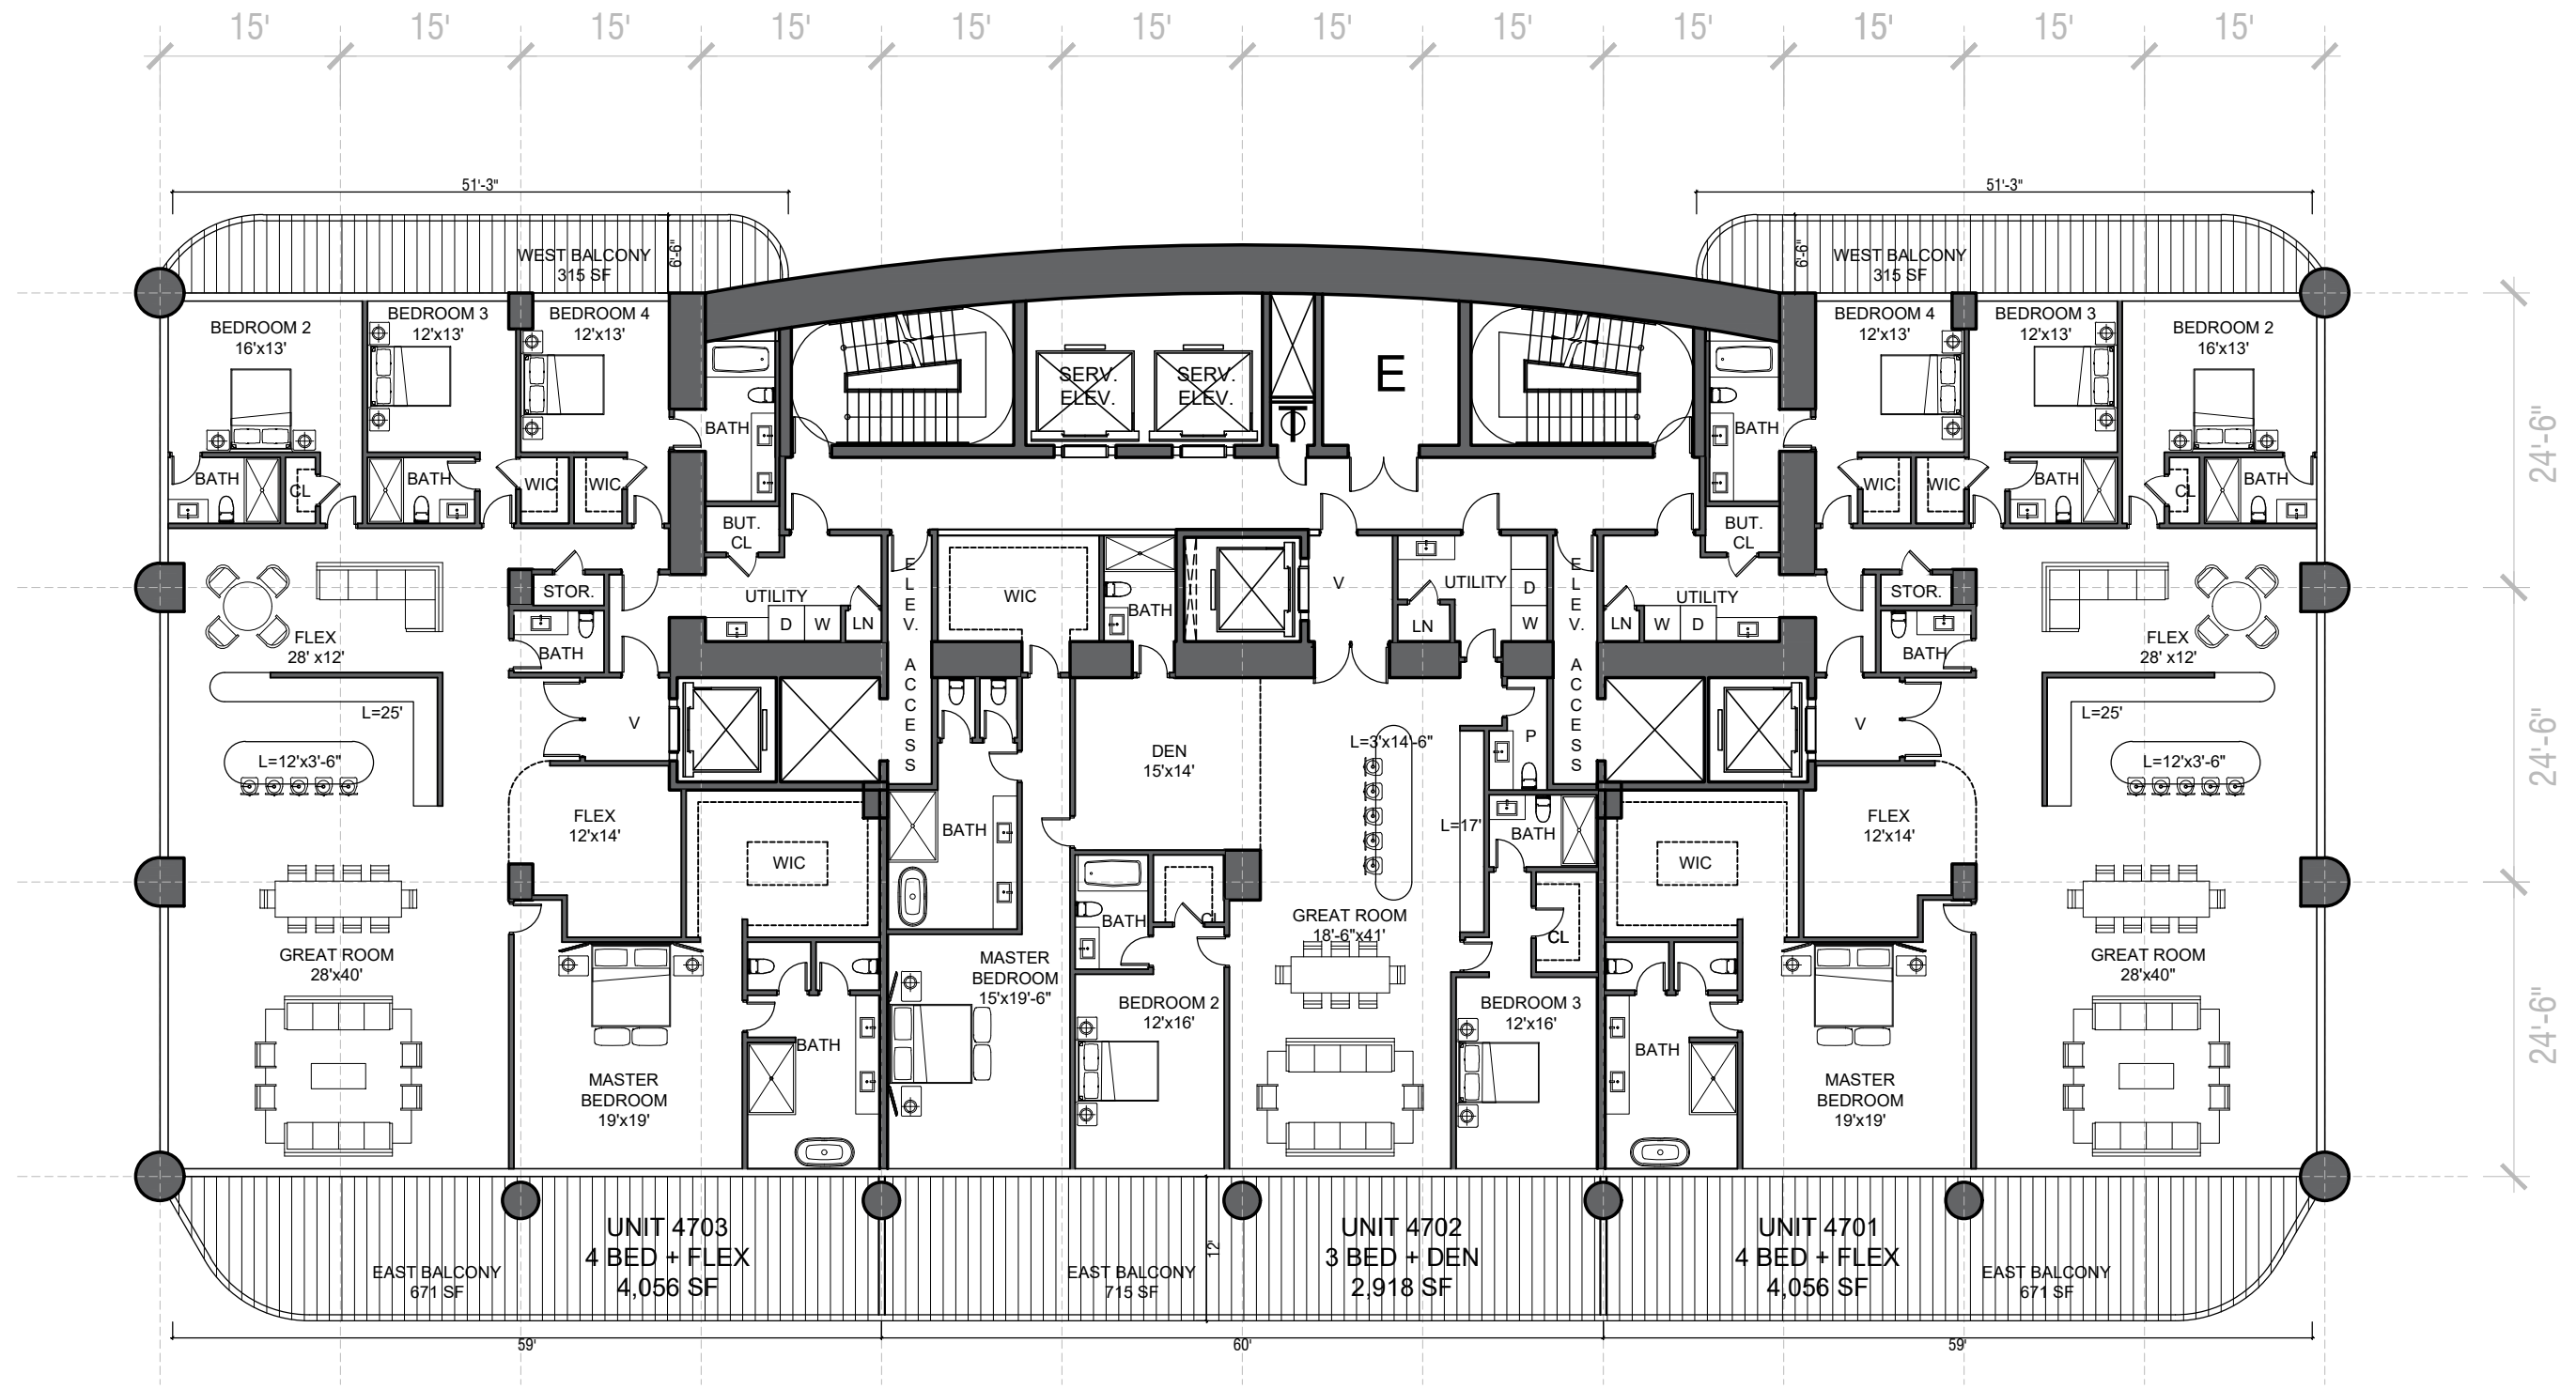 15' 15' 15' 15' 15' 15' 15' 15' 15' 15' 15' 15'
51'-3" 51'-3"
WEST BALCONY
315 SF
6'-6"
6'-6"
WEST BALCONY
315 SF
BEDROOM 2
16'x13'
BEDROOM 3
12'x13'
BEDROOM 4
12'x13'
BEDROOM 4
12'x13'
BEDROOM 3
12'x13'
BEDROOM 2
16'x13'
SERV.
ELEV.
SERV.
ELEV.
E
T
BATH
BATH
24'-6"
BATH
CL
BATH
WIC
WIC
WIC
WIC
BATH
CL
BATH
BUT.
CL
BUT.
CL
ELEV. ACCESS
ELEV. ACCESS
STOR.
UTILITY
D
W
LN
WIC
BATH
V
UTILITY
LN
D
W
LN
W
D
UTILITY
STOR.
BATH
BATH
FLEX
28' x12'
FLEX
28' x12'
L=25'
V
L=12'x3'-6"
DEN
15'x14'
L=3'x14'-6"
P
V
L=25'
L=12'x3'-6"
24'-6"
FLEX
12'x14'
WIC
BATH
L=17'
BATH
WIC
FLEX
12'x14'
BATH
CL
CL
GREAT ROOM
28'x40'
GREAT ROOM
18'-6"x41'
GREAT ROOM
28'x40"
MASTER
BEDROOM
15'x19'-6"
BEDROOM 2
12'x16'
BEDROOM 3
12'x16'
24'-6"
BATH
BATH
MASTER
BEDROOM
19'x19'
MASTER
BEDROOM
19'x19'
UNIT 4703
4 BED + FLEX
4,056 SF
UNIT 4702
3 BED + DEN
2,918 SF
UNIT 4701
4 BED + FLEX
4,056 SF
12'
EAST BALCONY
671 SF
EAST BALCONY
715 SF
EAST BALCONY
671 SF
59' 60' 59'